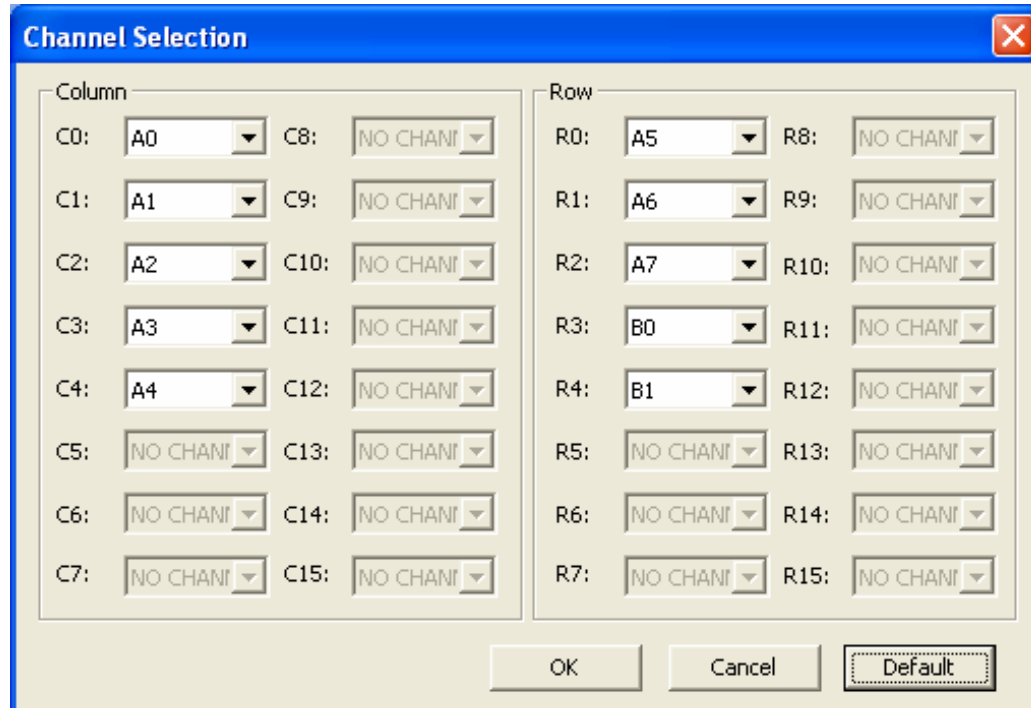 Channel Selection
Column
Row
C0: A0 C8: NO CHANI R0: A5 R8: NO CHANI
C1: A1 C9: NO CHANI R1: A6 R9: NO CHANI
C2: A2 C10: NO CHANI R2: A7 R10: NO CHANI
C3: A3 C11: NO CHANI R3: B0 R11: NO CHANI
C4: A4 C12: NO CHANI R4: B1 R12: NO CHANI
C5: NO CHANI C13: NO CHANI R5: NO CHANI R13: NO CHANI
C6: NO CHANI C14: NO CHANI R6: NO CHANI R14: NO CHANI
C7: NO CHANI C15: NO CHANI R7: NO CHANI R15: NO CHANI
OK Cancel Default